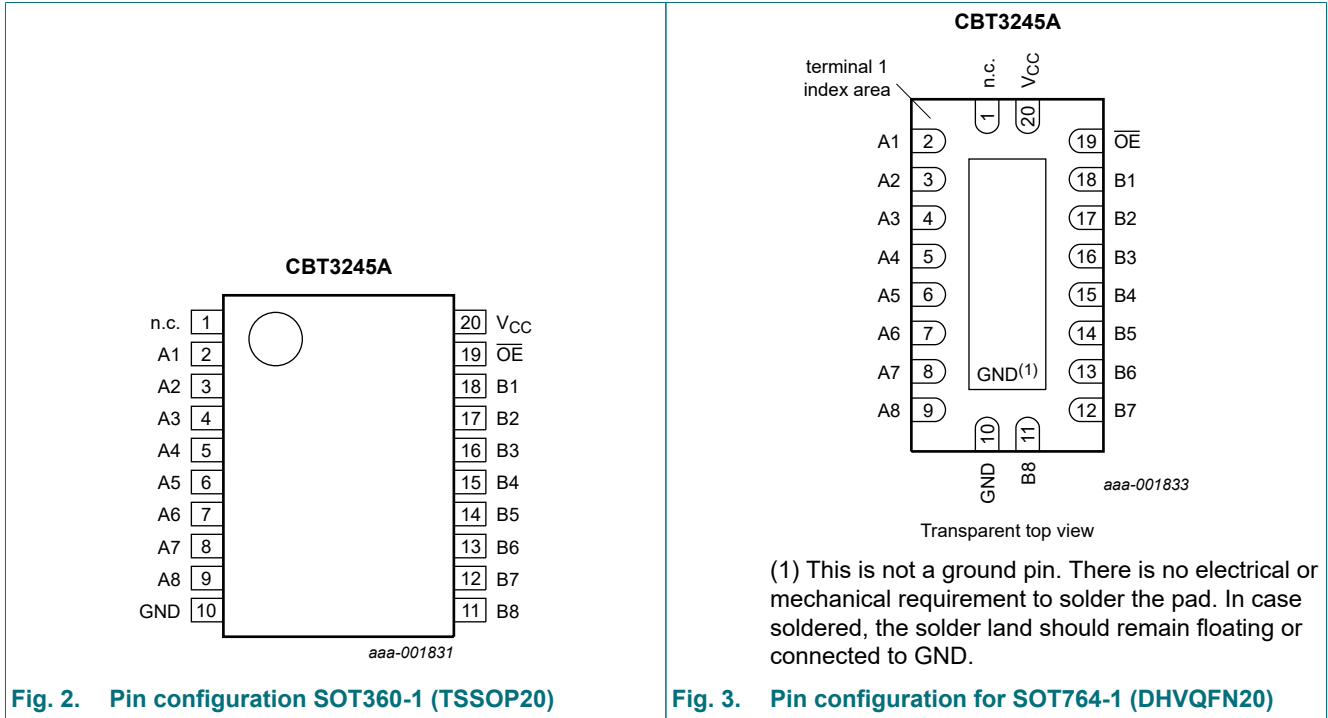 CBT3245A
n.c. 1
A1 2
A2 3
A3 4
A4 5
A5 6
A6 7
A7 8
A8 9
GND 10
20 VCC
19 OE
18 B1
17 B2
16 B3
15 B4
14 B5
13 B6
12 B7
11 B8
aaa-001831
Fig. 2. Pin configuration SOT360-1 (TSSOP20)
CBT3245A
terminal 1
index area
n.c. VCC
1 20
A1 2
A2 3
A3 4
A4 5
A5 6
A6 7
A7 8
A8 9
19 OE
18 B1
17 B2
16 B3
15 B4
14 B5
13 B6
12 B7
GND(1)
10 11
GND B8
aaa-001833
Transparent top view
(1) This is not a ground pin. There is no electrical or
mechanical requirement to solder the pad. In case
soldered, the solder land should remain floating or
connected to GND.
Fig. 3. Pin configuration for SOT764-1 (DHVQFN20)